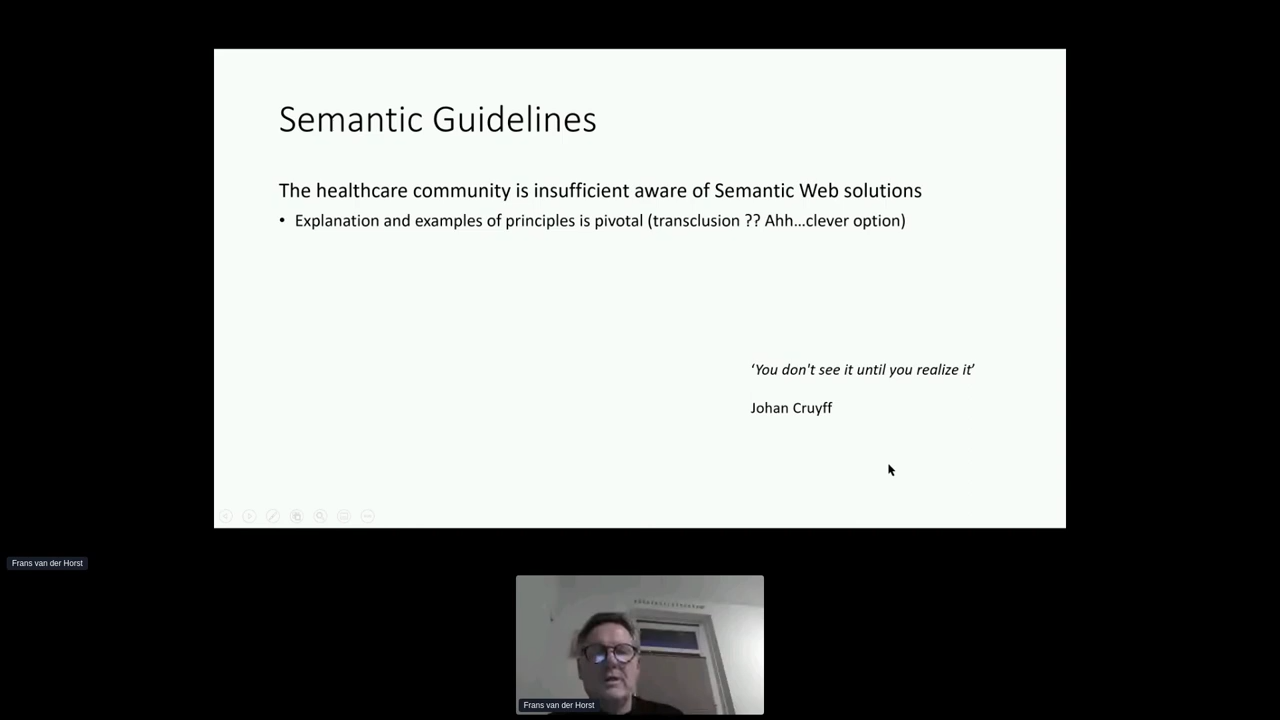 Semantic Guidelines
The healthcare community is insufficient aware of Semantic Web solutions
• Explanation and examples of principles is pivotal (transclusion ?? Ahh...clever option)
‘You don't see it until you realize it’
Johan Cruyff
Frans van der Horst
Frans van der Horst